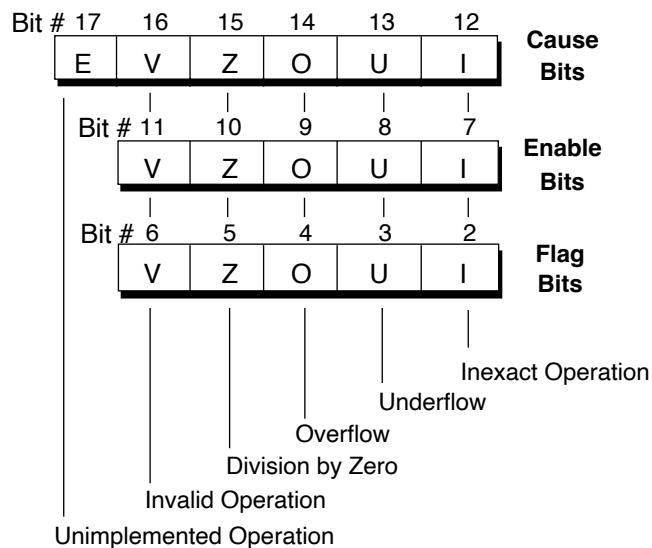 Bit # 17 16 15 14 13 12
E V Z O U I
Cause
Bits
Bit # 11 10 9 8 7
V Z O U I
Enable
Bits
Bit # 6 5 4 3 2
V Z O U I
Flag
Bits
Inexact Operation
Underflow
Overflow
Division by Zero
Invalid Operation
Unimplemented Operation